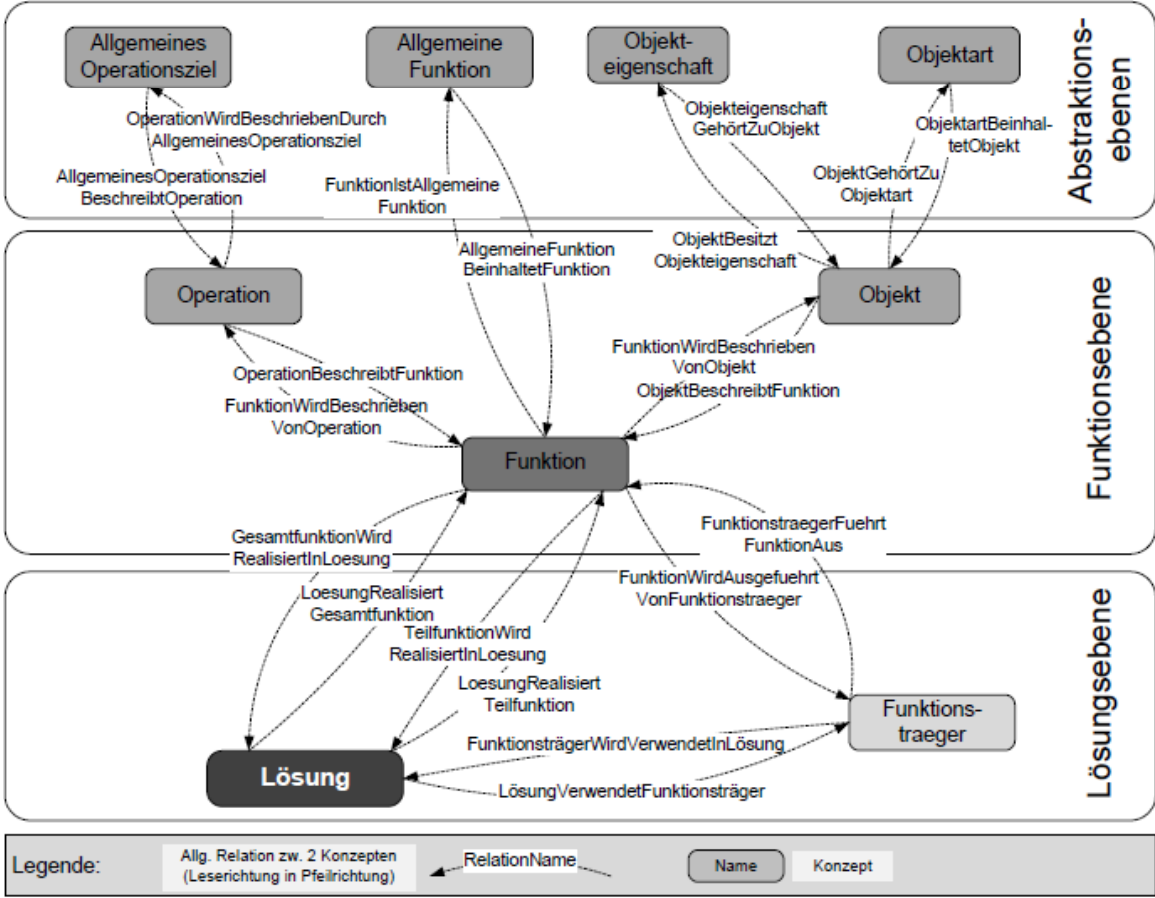 Allgemeines
Operationsziel
Allgemeine
Funktion
Objekt-
eigenschaft
Objektart
Abstraktions-
ebenen
OperationWirdBeschriebenDurch
AllgemeinesOperationsziel
Objekteigenschaft
GehörtZuObjekt
ObjektartBeinhal-
tetObjekt
AllgemeinesOperationsziel
BeschreibtOperation
FunktionIstAllgemeine
Funktion
ObjektGehörtZu
Objektart
AllgemeineFunktion
BeinhaltetFunktion
ObjektBesitzt
Objekteigenschaft
Operation
Objekt
Funktionsebene
OperationBeschreibtFunktion
FunktionWirdBeschrieben
VonOperation
FunktionWirdBeschrieben
VonObjekt
ObjektBeschreibtFunktion
Funktion
GesamtfunktionWird
RealisiertInLoesung
FunktionstraegerFuehrt
FunktionAus
LoesungRealisiert
Gesamtfunktion
FunktionWirdAusgefuehrt
VonFunktionstraeger
TeilfunktionWird
RealisiertInLoesung
LoesungRealisiert
Teilfunktion
Lösungsebene
Funktions-
traeger
FunktionsträgerWirdVerwendetInLösung
Lösung
LösungVerwendetFunktionsträger
Legende:
Allg. Relation zw. 2 Konzepten
(Leserichtung in Pfeilrichtung)
RelationName
Name
Konzept